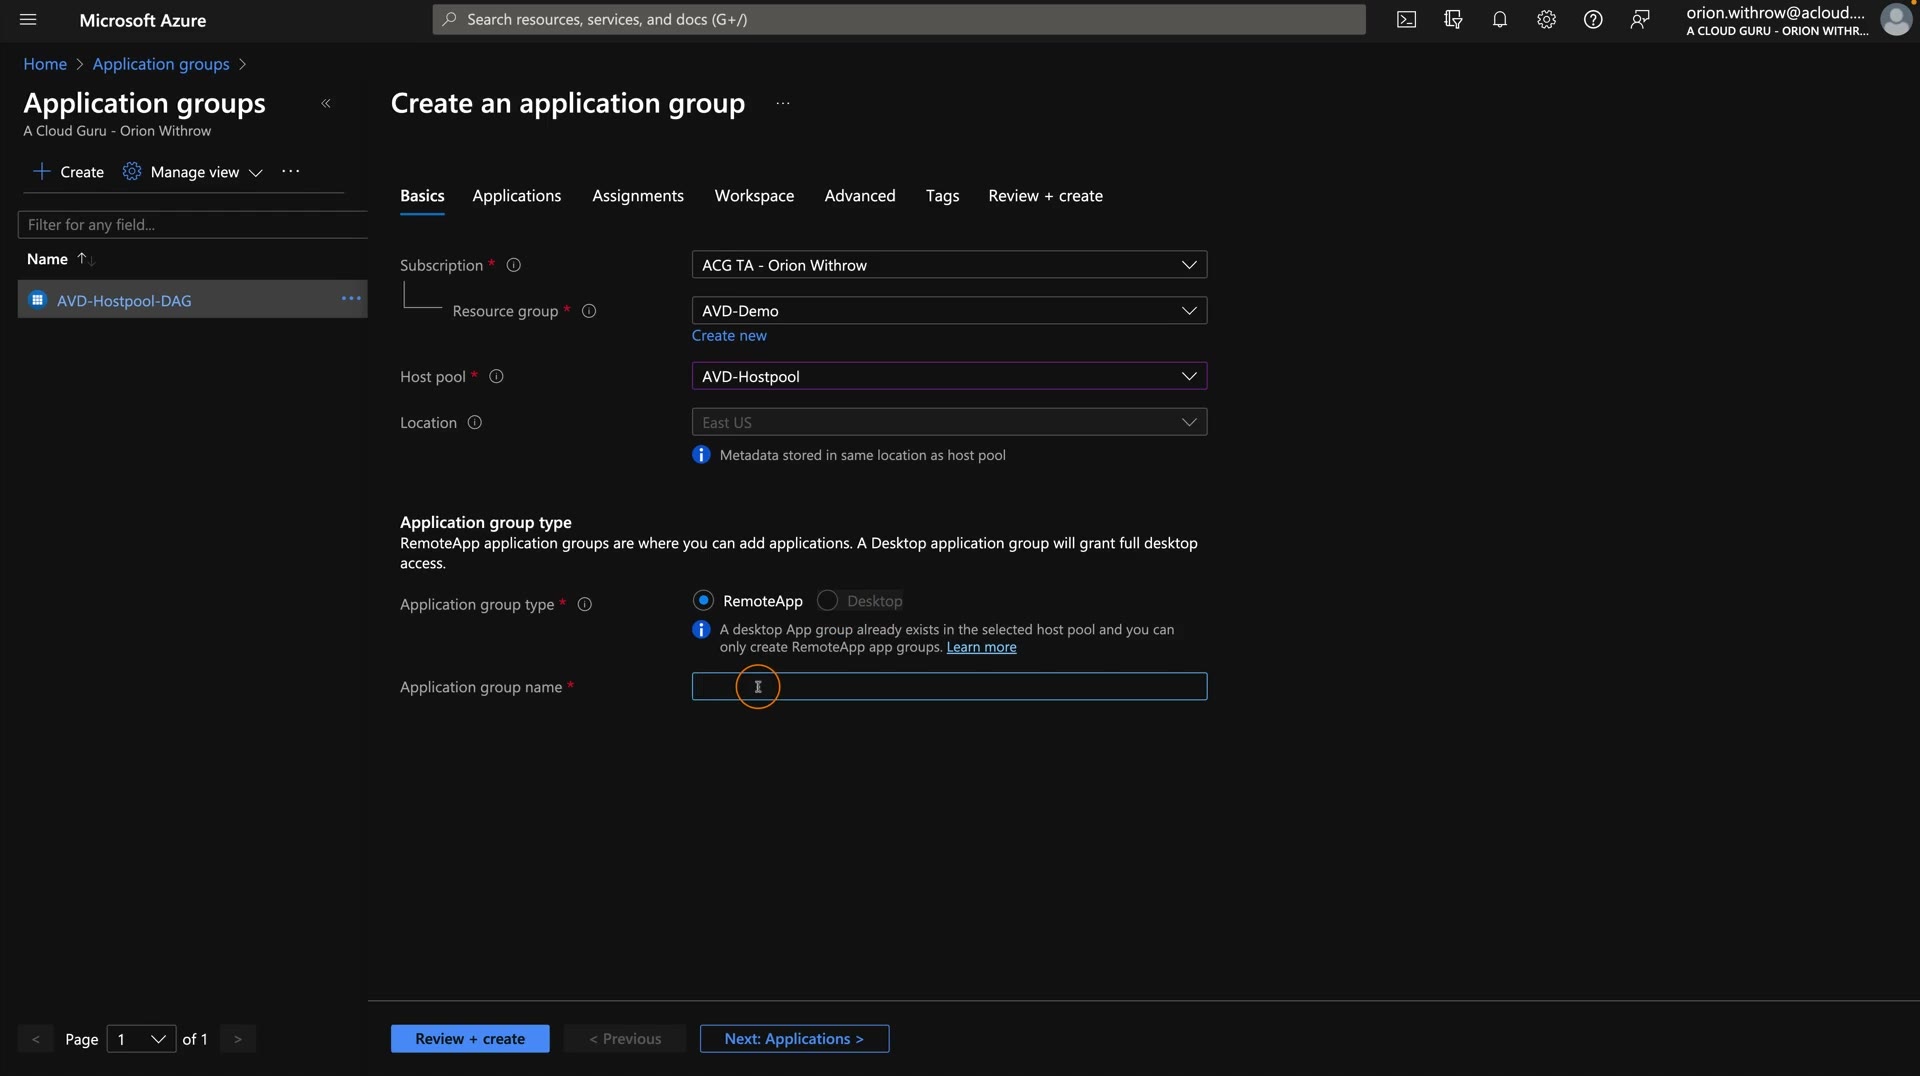 Microsoft Azure
Search resources, services, and docs (G+/)
orion.withrow@acloud....
A CLOUD GURU - ORION WITHR...
Home > Application groups >
Application groups
A Cloud Guru - Orion Withrow
Create an application group
Create
Manage view
Filter for any field...
Name
AVD-Hostpool-DAG
Basics
Applications
Assignments
Workspace
Advanced
Tags
Review + create
Subscription *
ACG TA - Orion Withrow
Resource group *
AVD-Demo
Create new
Host pool *
AVD-Hostpool
Location
East US
Metadata stored in same location as host pool
Application group type
RemoteApp application groups are where you can add applications. A Desktop application group will grant full desktop
access.
Application group type *
RemoteApp
Desktop
A desktop App group already exists in the selected host pool and you can
only create RemoteApp app groups. Learn more
Application group name *
< Page 1 of 1 >
Review + create
< Previous
Next: Applications >